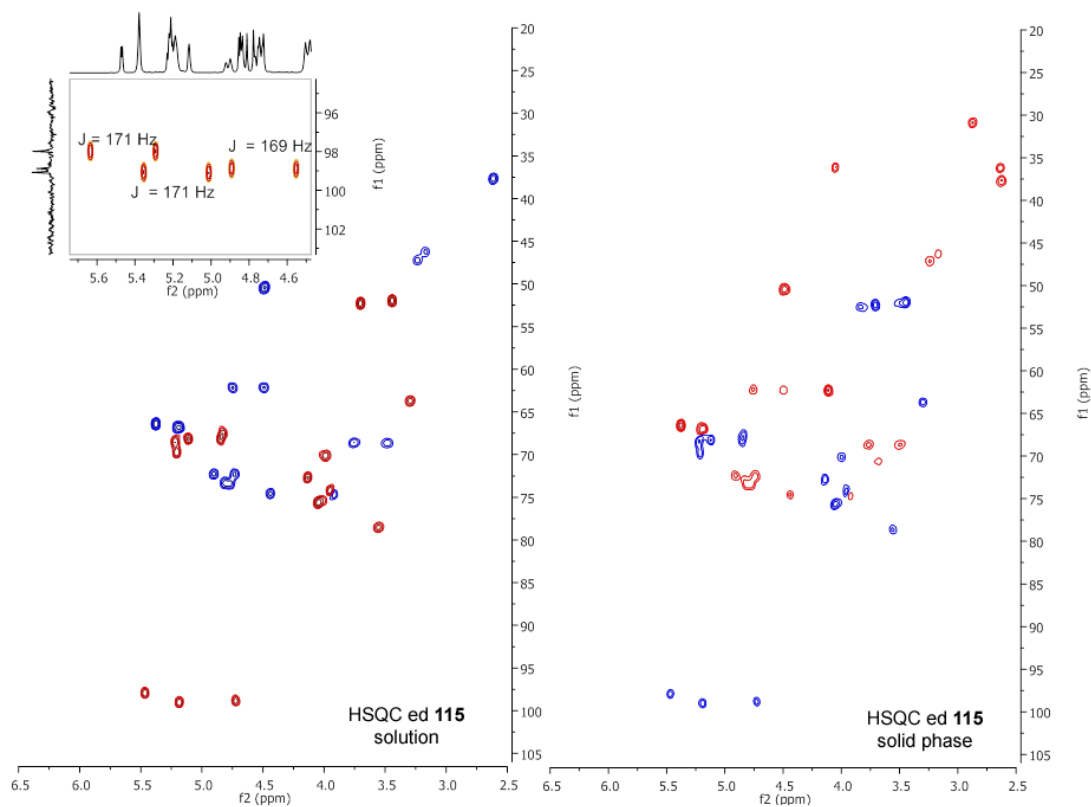 20
25
30
35
40
45
50
55
60
65
70
75
80
85
90
95
100
105
f1 (ppm)
6.5 6.0 5.5 5.0 4.5 4.0 3.5 3.0 2.5
f2 (ppm)
HSQC ed 115
solution
J = 171 Hz
J = 169 Hz
J = 171 Hz
96
98
100
102
f1 (ppm)
5.6 5.4 5.2 5.0 4.8 4.6
f2 (ppm)
20
25
30
35
40
45
50
55
60
65
70
75
80
85
90
95
100
105
f1 (ppm)
6.5 6.0 5.5 5.0 4.5 4.0 3.5 3.0 2.5
f2 (ppm)
HSQC ed 115
solid phase